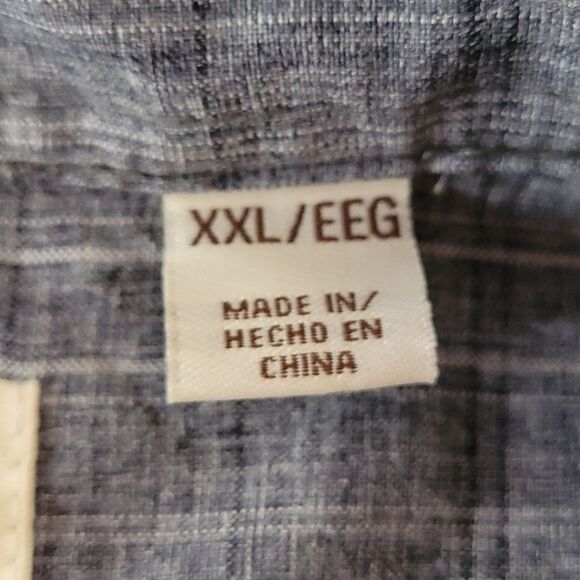 XXL/EEG
MADE IN/
HECHO EN
CHINA